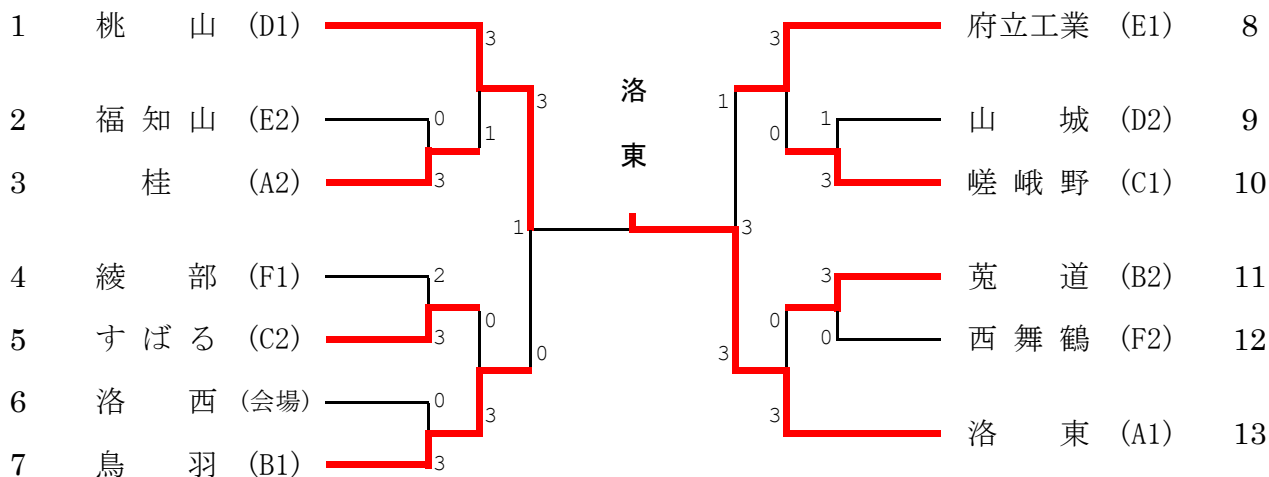 1 桃山 (D1) 3 3 府立工業 (E1) 8
洛東
3 1
2 福知山 (E2) 0 1 0 1 山城 (D2) 9
3 桂 (A2) 3 3 嵯峨野 (C1) 10
1 3
4 綾部 (F1) 2 3 莵道 (B2) 11
0 0
5 すばる (C2) 3 0 西舞鶴 (F2) 12
0 3
6 洛西 (会場) 0
3 3
洛東 (A1) 13
7 鳥羽 (B1) 3